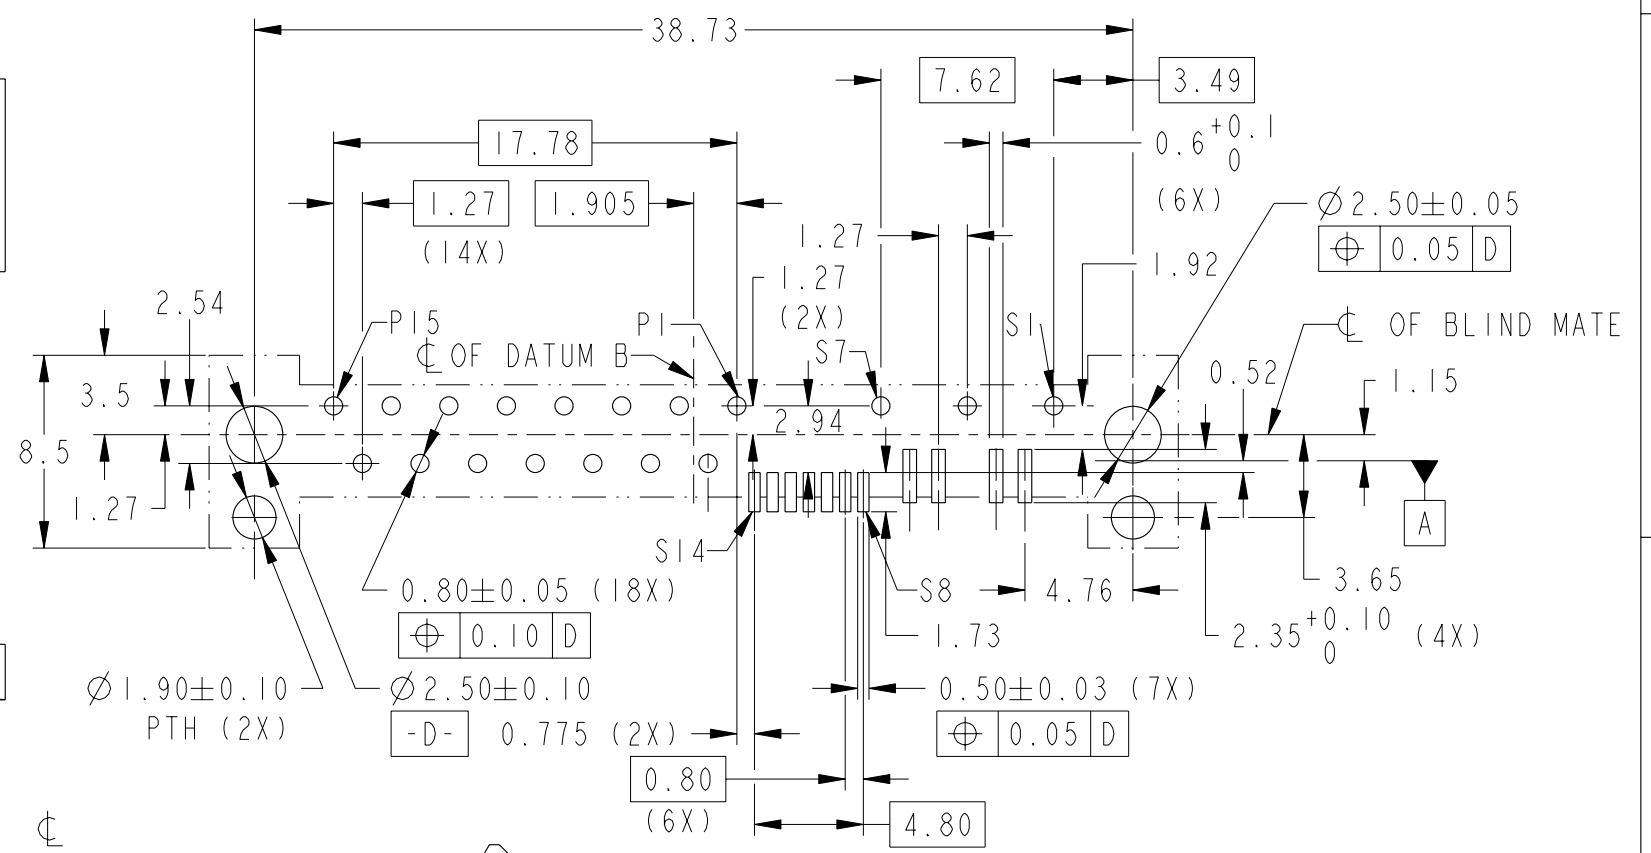 38.73
7.62
3.49
17.78
0.6 +0.1 0
(6X)
1.27
(14X)
1.905
1.27
1.27
(2X)
1.92
Ø2.50±0.05
⌖ 0.05 D
2.54
P15
P1
S7
S1
℄ OF BLIND MATE
℄ OF DATUM B
3.5
0.52
1.15
2.94
8.5
1.27
A
S14
S8
0.80±0.05 (18X)
⌖ 0.10 D
4.76
3.65
1.73
2.35 +0.10 0 (4X)
Ø1.90±0.10
PTH (2X)
Ø2.50±0.10
-D-
0.775 (2X)
0.50±0.03 (7X)
⌖ 0.05 D
0.80
(6X)
4.80
℄